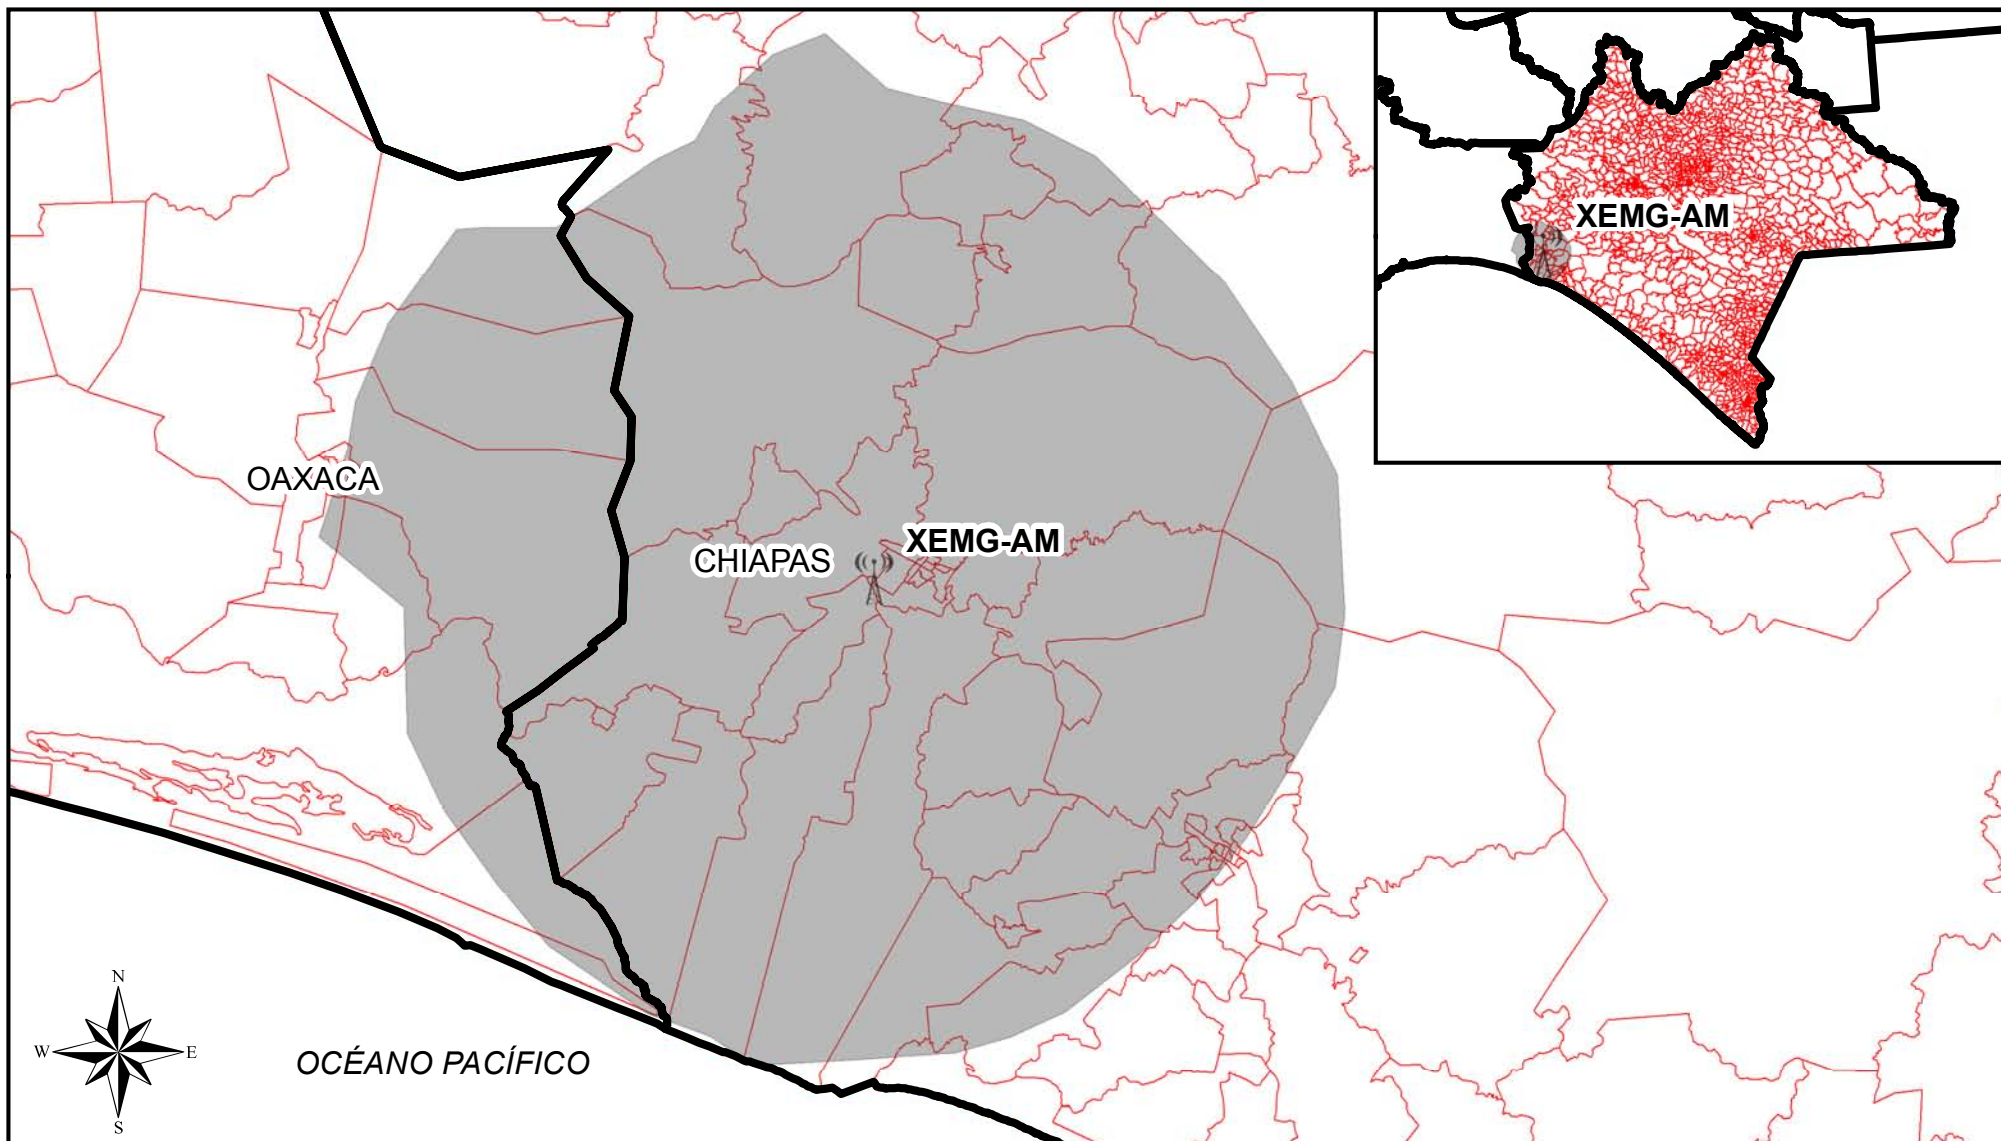 XEMG-AM
OAXACA
CHIAPAS
XEMG-AM
N
W
E
S
OCÉANO PACÍFICO